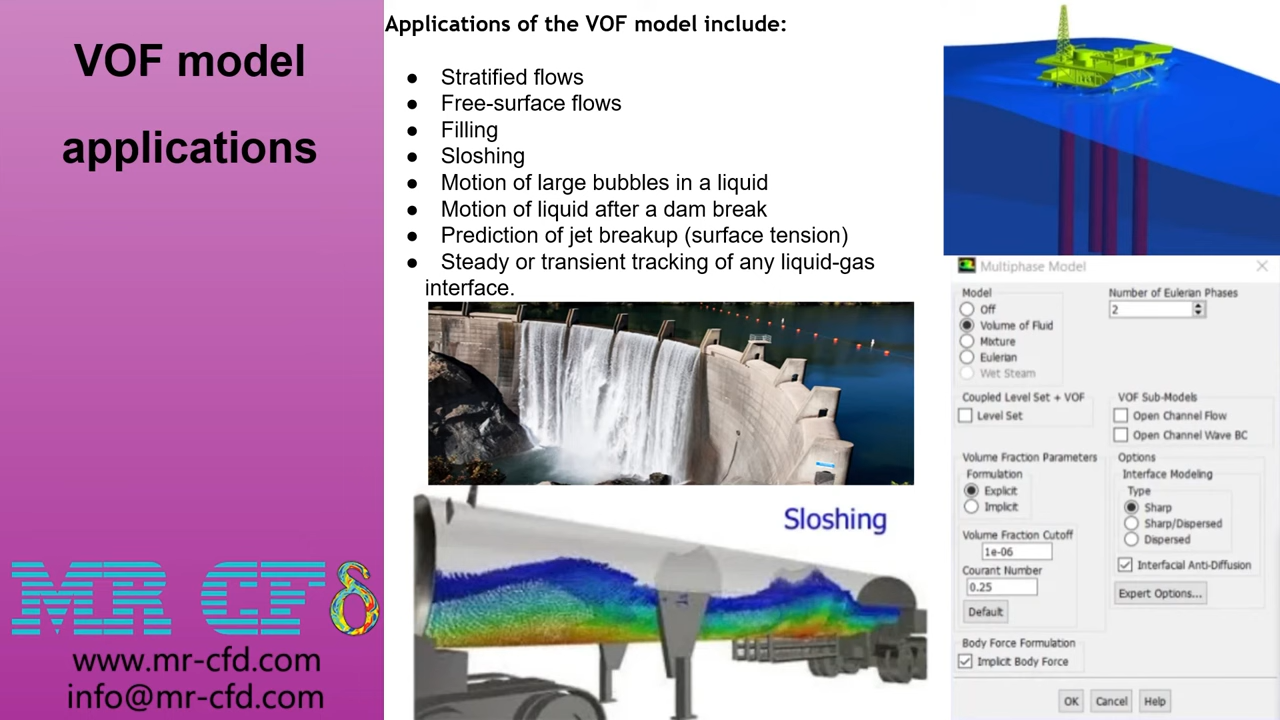 VOF model
applications
MR CFδ
www.mr-cfd.com
info@mr-cfd.com
Applications of the VOF model include:
● Stratified flows
● Free-surface flows
● Filling
● Sloshing
● Motion of large bubbles in a liquid
● Motion of liquid after a dam break
● Prediction of jet breakup (surface tension)
● Steady or transient tracking of any liquid-gas
interface.
Sloshing
Multiphase Model
Model
Off
Volume of Fluid
Mixture
Eulerian
Wet Steam
Number of Eulerian Phases
2
Coupled Level Set + VOF
Level Set
VOF Sub-Models
Open Channel Flow
Open Channel Wave BC
Volume Fraction Parameters
Formulation
Explicit
Implicit
Volume Fraction Cutoff
1e-06
Courant Number
0.25
Default
Options
Interface Modeling
Type
Sharp
Sharp/Dispersed
Dispersed
Interfacial Anti-Diffusion
Expert Options...
Body Force Formulation
Implicit Body Force
OK Cancel Help